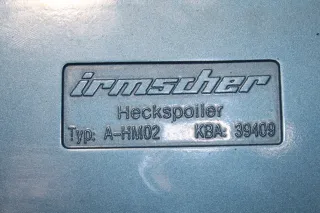 irmscher
Heckspoiler
Typ: A-HM02 KBA: 39409